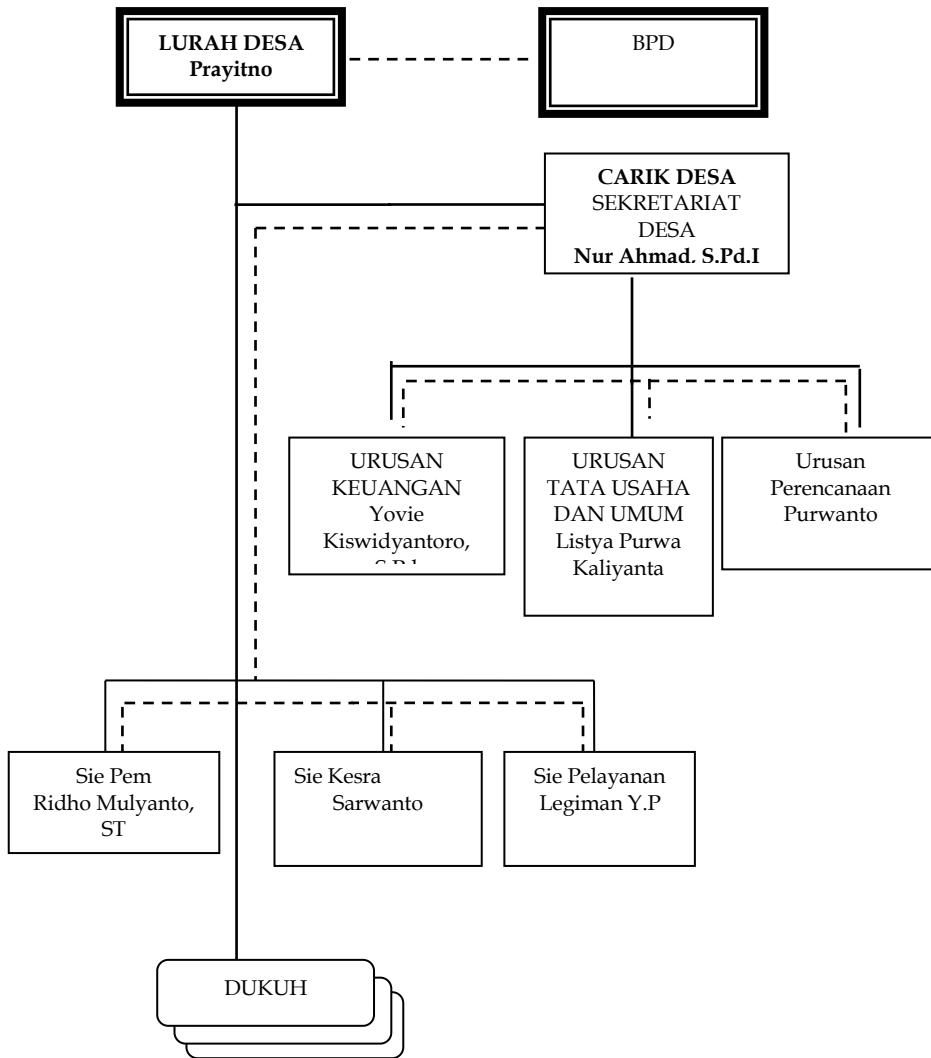 LURAH DESA
Prayitno
BPD
CARIK DESA
SEKRETARIAT
DESA
Nur Ahmad. S.Pd.I
URUSAN
KEUANGAN
Yovie
Kiswidyantoro,
URUSAN
TATA USAHA
DAN UMUM
Listya Purwa
Kaliyanta
Urusan
Perencanaan
Purwanto
Sie Pem
Ridho Mulyanto,
ST
Sie Kesra
Sarwanto
Sie Pelayanan
Legiman Y.P
DUKUH